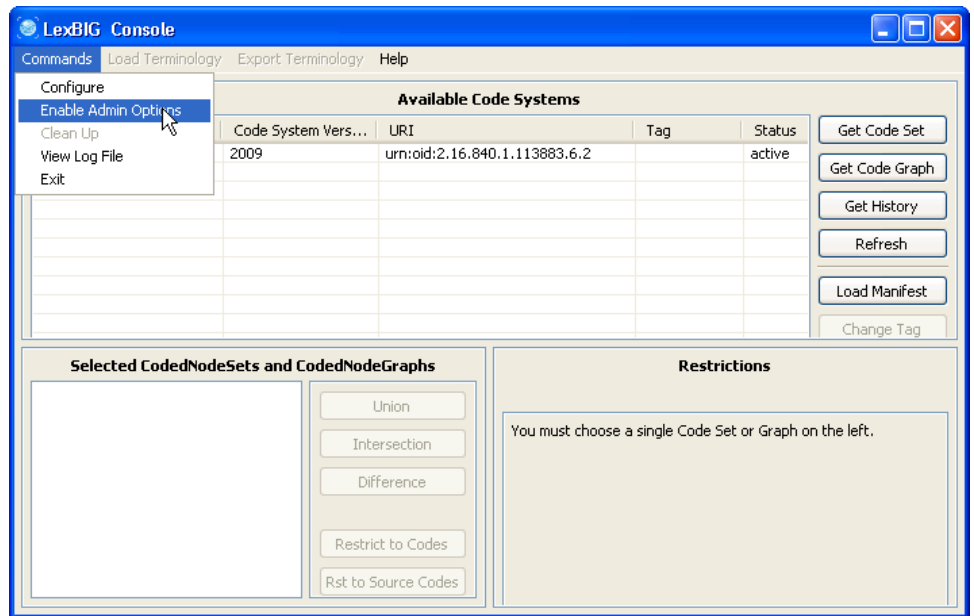 LexBIG Console
Commands Load Terminology Export Terminology Help
Configure
Enable Admin Options
Clean Up
View Log File
Exit
Available Code Systems
Code System Vers... URI Tag Status
2009 urn:oid:2.16.840.1.113883.6.2 active
Get Code Set
Get Code Graph
Get History
Refresh
Load Manifest
Change Tag
Selected CodedNodeSets and CodedNodeGraphs
Union
Intersection
Difference
Restrict to Codes
Rst to Source Codes
Restrictions
You must choose a single Code Set or Graph on the left.